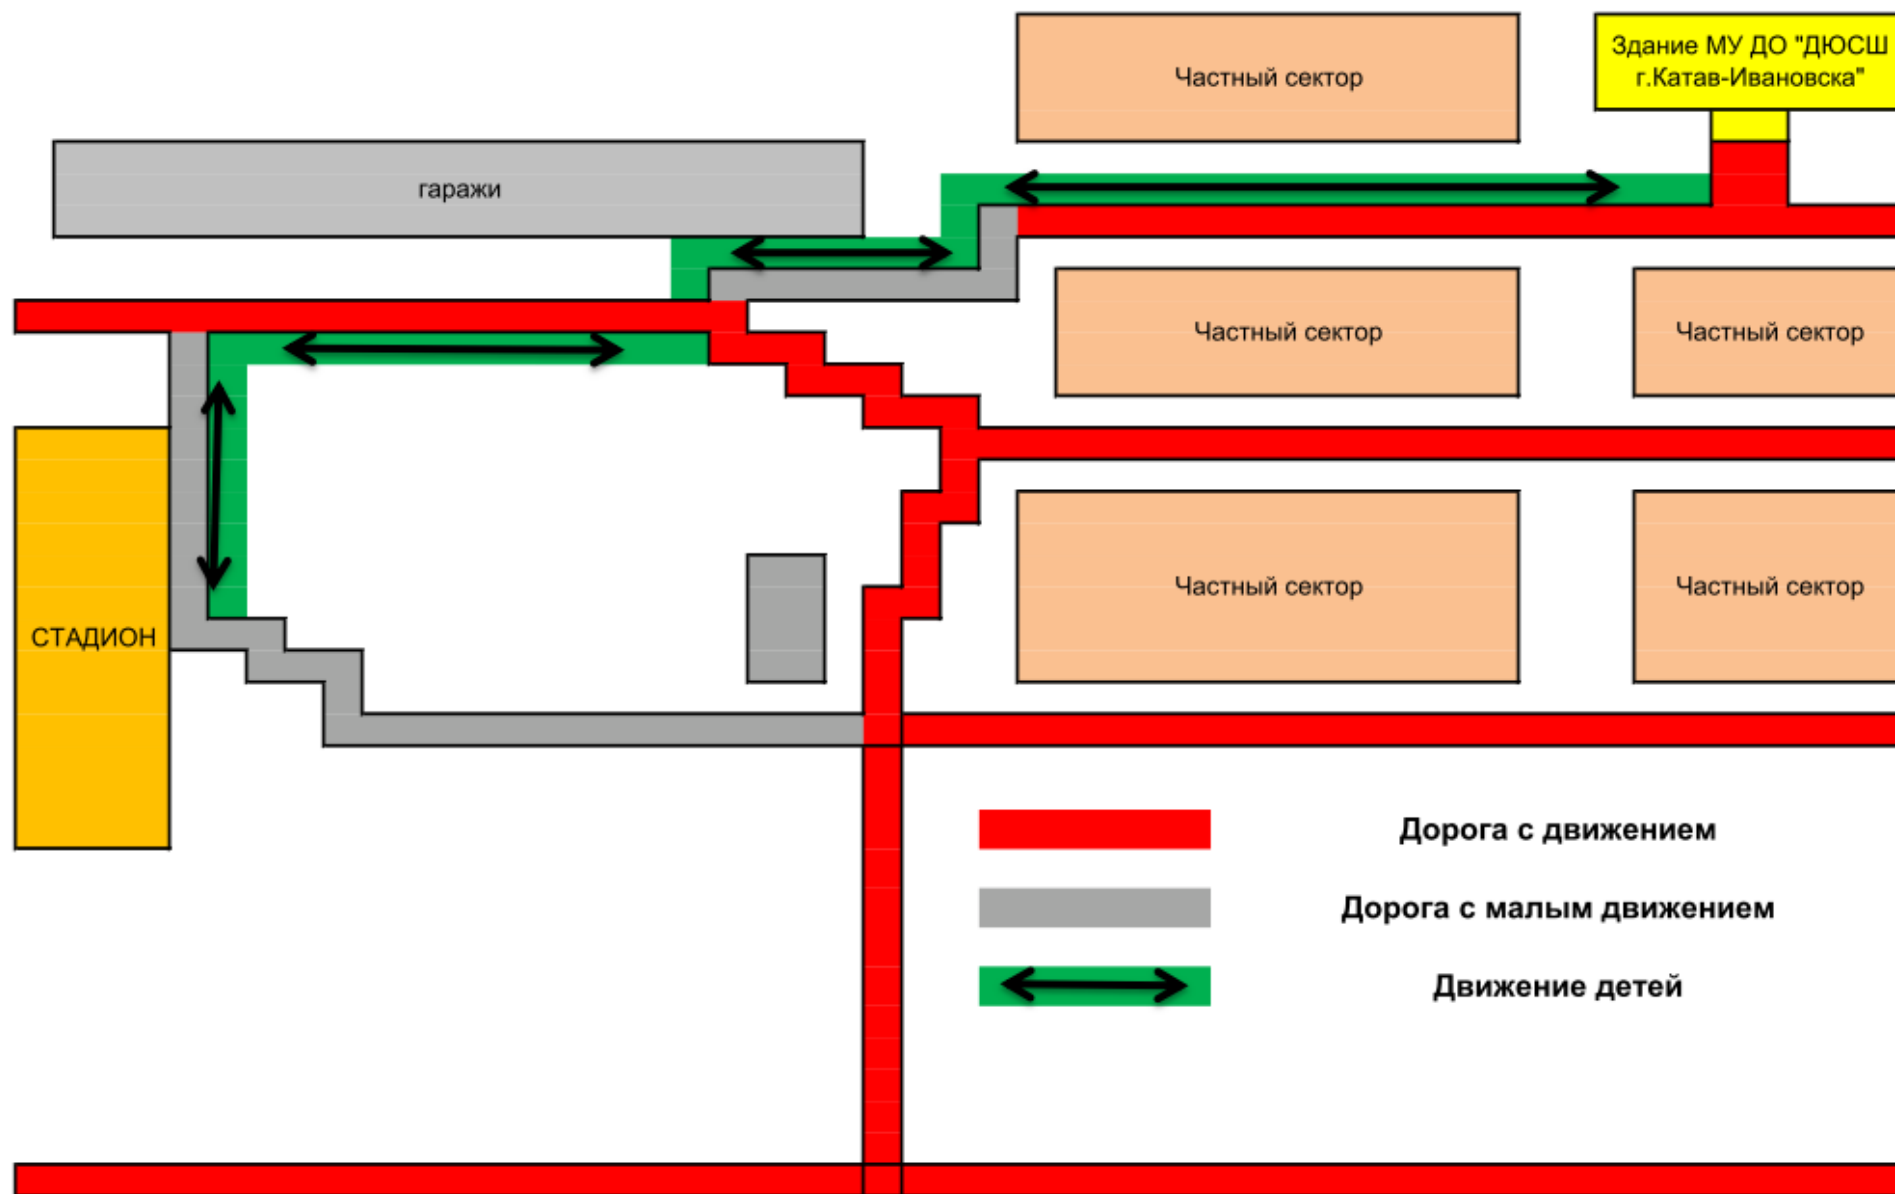 Частный сектор
Здание МУ ДО "ДЮСШ
г.Катав-Ивановска"
гаражи
Частный сектор
Частный сектор
Частный сектор
Частный сектор
СТАДИОН
Дорога с движением
Дорога с малым движением
Движение детей